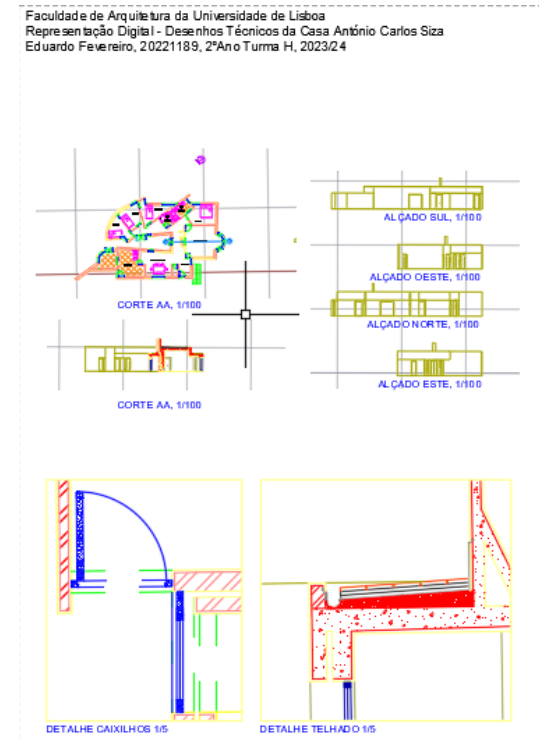 Faculdade de Arquitetura da Universidade de Lisboa
Representação Digital - Desenhos Técnicos da Casa António Carlos Siza
Eduardo Fevereiro, 20221189, 2ºAno Turma H, 2023/24
ALÇADO SUL, 1/100
ALÇADO OESTE, 1/100
CORTE AA, 1/100
ALÇADO NORTE, 1/100
ALÇADO ESTE, 1/100
CORTE AA, 1/100
DETALHE CAIXILHOS 1/5
DETALHE TELHADO 1/5